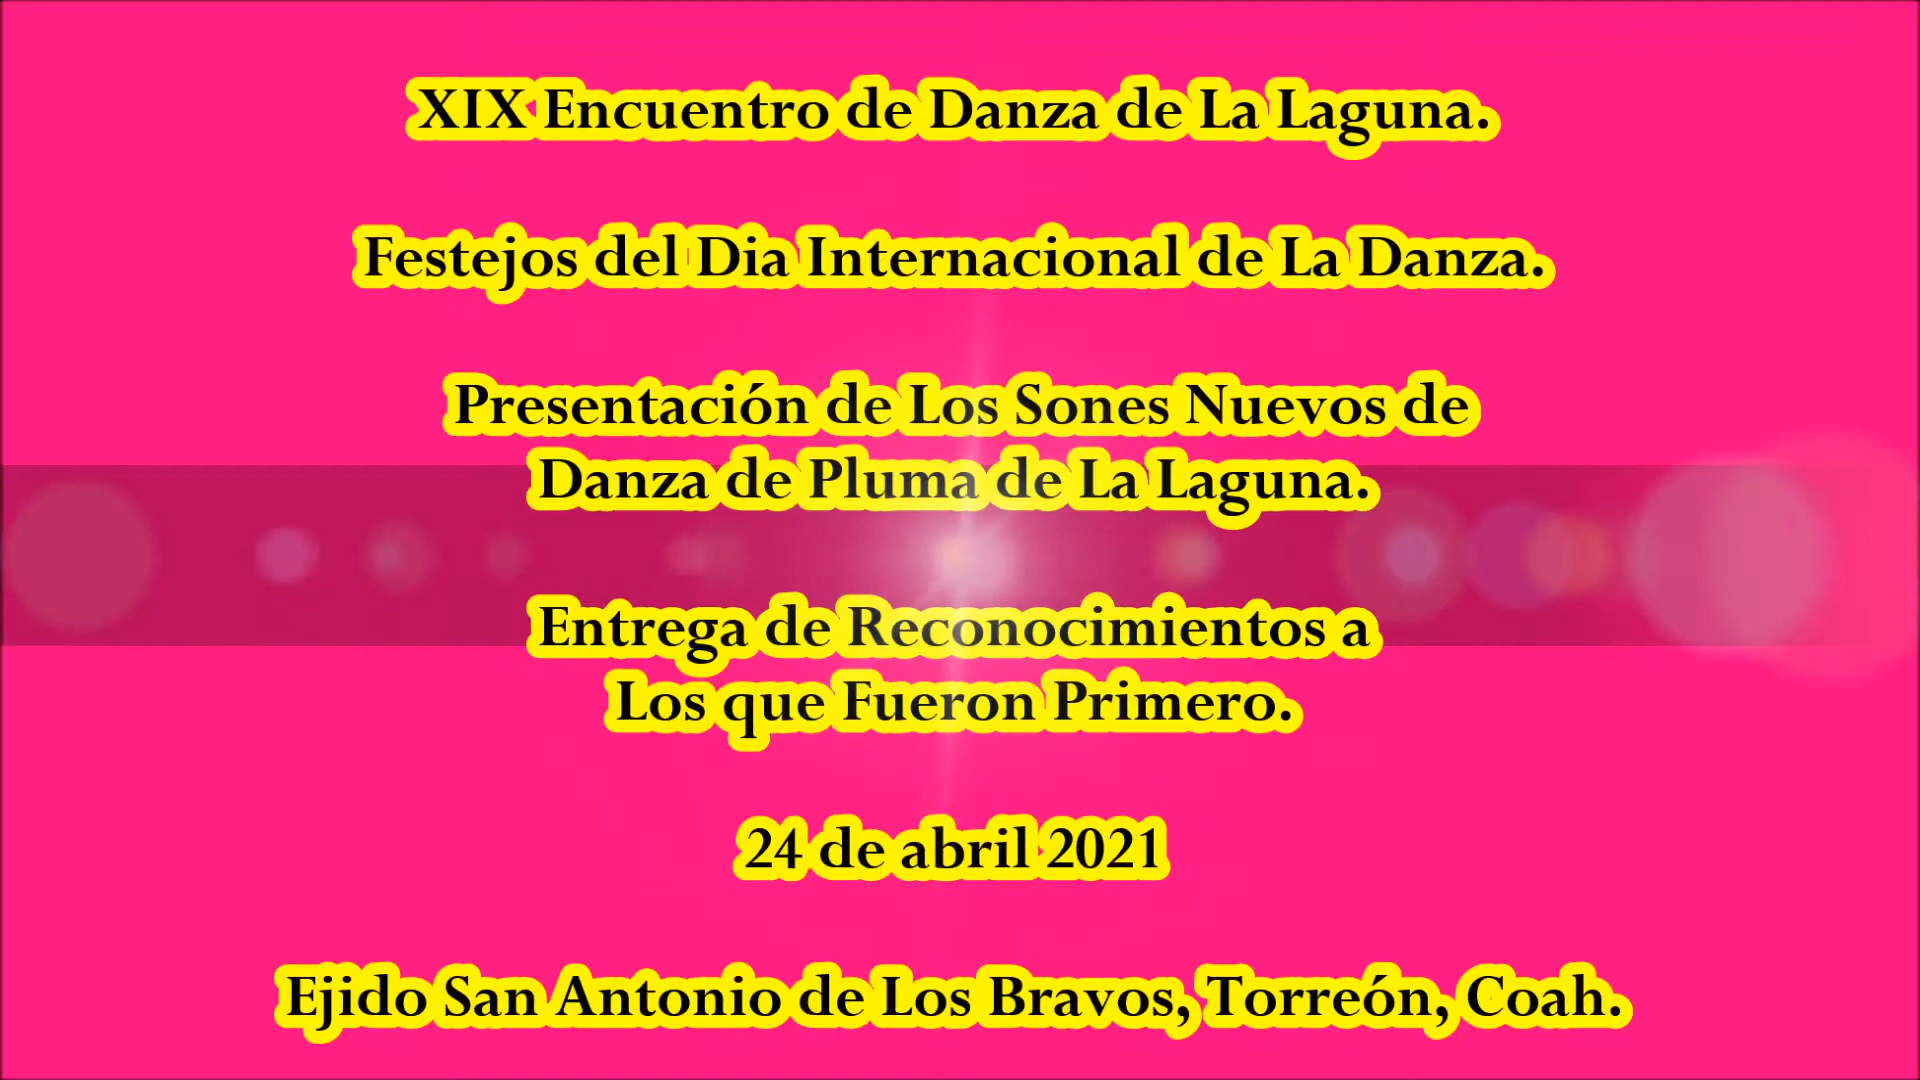 XIX Encuentro de Danza de La Laguna.
Festejos del Dia Internacional de La Danza.
Presentación de Los Sones Nuevos de
Danza de Pluma de La Laguna.
Entrega de Reconocimientos a
Los que Fueron Primero.
24 de abril 2021
Ejido San Antonio de Los Bravos, Torreón, Coah.